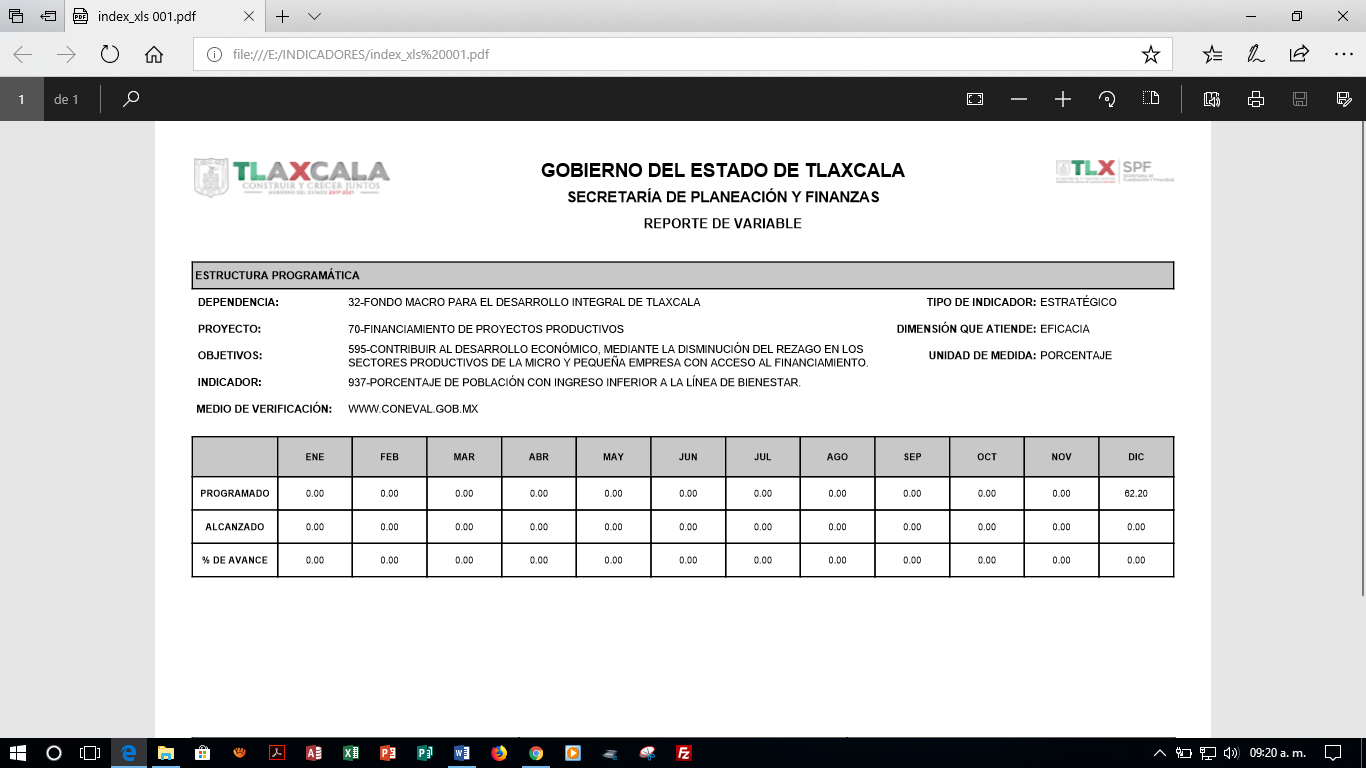 index_xls 001.pdf
file:///E:/INDICADORES/index_xls%20001.pdf
1 de 1
TLAXCALA
CONSTRUIR Y CRECER JUNTOS
GOBIERNO DEL ESTADO 2017-2021
GOBIERNO DEL ESTADO DE TLAXCALA
SECRETARÍA DE PLANEACIÓN Y FINANZAS
REPORTE DE VARIABLE
TLX SPF
SECRETARÍA DE
PLANEACIÓN Y FINANZAS
ESTRUCTURA PROGRAMÁTICA
DEPENDENCIA: 32-FONDO MACRO PARA EL DESARROLLO INTEGRAL DE TLAXCALA TIPO DE INDICADOR: ESTRATÉGICO
PROYECTO: 70-FINANCIAMIENTO DE PROYECTOS PRODUCTIVOS DIMENSIÓN QUE ATIENDE: EFICACIA
OBJETIVOS: 595-CONTRIBUIR AL DESARROLLO ECONÓMICO, MEDIANTE LA DISMINUCIÓN DEL REZAGO EN LOS
SECTORES PRODUCTIVOS DE LA MICRO Y PEQUEÑA EMPRESA CON ACCESO AL FINANCIAMIENTO. UNIDAD DE MEDIDA: PORCENTAJE
INDICADOR: 937-PORCENTAJE DE POBLACIÓN CON INGRESO INFERIOR A LA LÍNEA DE BIENESTAR.
MEDIO DE VERIFICACIÓN: WWW.CONEVAL.GOB.MX
ENE FEB MAR ABR MAY JUN JUL AGO SEP OCT NOV DIC
PROGRAMADO 0.00 0.00 0.00 0.00 0.00 0.00 0.00 0.00 0.00 0.00 0.00 62.20
ALCANZADO 0.00 0.00 0.00 0.00 0.00 0.00 0.00 0.00 0.00 0.00 0.00 0.00
% DE AVANCE 0.00 0.00 0.00 0.00 0.00 0.00 0.00 0.00 0.00 0.00 0.00 0.00
09:20 a. m.